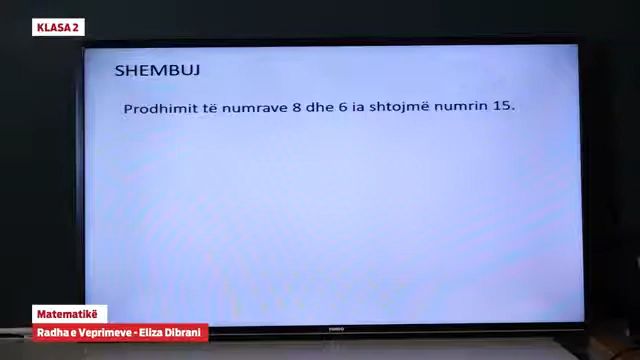 KLASA 2
SHEMBUJ
Prodhimit të numrave 8 dhe 6 ia shtojmë numrin 15.
Matematikë
Radha e Veprimeve - Eliza Dibrani